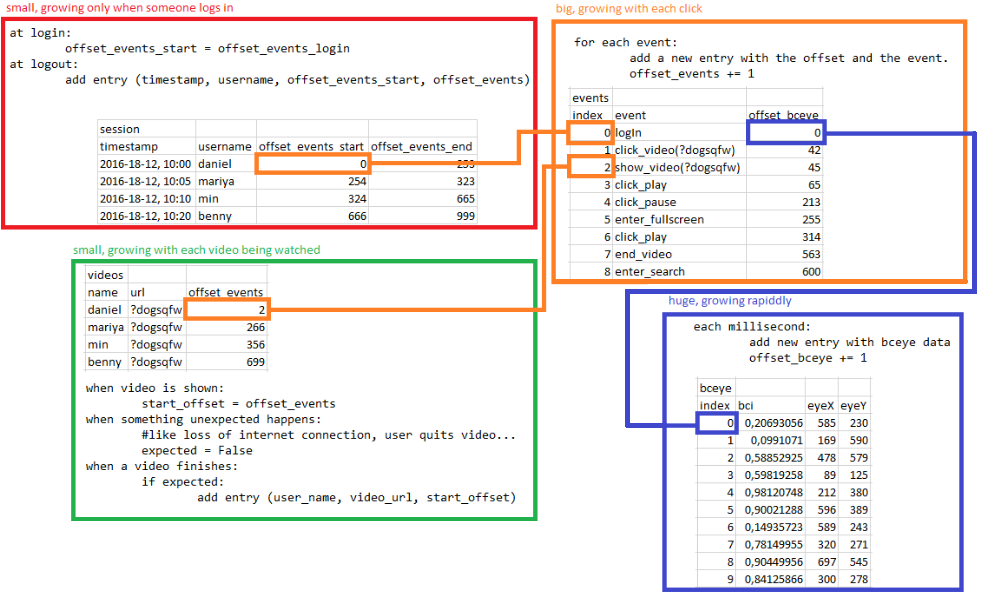 small, growing only when someone logs in
at login:
offset_events_start = offset_events_login
at logout:
add entry (timestamp, username, offset_events_start, offset_events)
session
timestamp username offset_events_start offset_events_end
2016-18-12, 10:00 daniel 0 253
2016-18-12, 10:05 mariya 254 323
2016-18-12, 10:10 min 324 665
2016-18-12, 10:20 benny 666 999
big, growing with each click
for each event:
add a new entry with the offset and the event.
offset_events += 1
events
index event offset_bceye
0 logIn 0
1 click_video(?dogsqfw) 42
2 show_video(?dogsqfw) 45
3 click_play 65
4 click_pause 213
5 enter_fullscreen 255
6 click_play 314
7 end_video 563
8 enter_search 600
small, growing with each video being watched
videos
name url offset_events
daniel ?dogsqfw 2
mariya ?dogsqfw 266
min ?dogsqfw 356
benny ?dogsqfw 699
when video is shown:
start_offset = offset_events
when something unexpected happens:
#like loss of internet connection, user quits video...
expected = False
when a video finishes:
if expected:
add entry (user_name, video_url, start_offset)
huge, growing rapiddly
each millisecond:
add new entry with bceye data
offset_bceye += 1
bceye
index bci eyeX eyeY
0 0,20693056 585 230
1 0,0991071 169 590
2 0,58852925 478 579
3 0,59819258 89 125
4 0,98120748 212 380
5 0,90021288 596 389
6 0,14935723 589 243
7 0,78149955 320 271
8 0,90449956 697 545
9 0,84125866 300 278